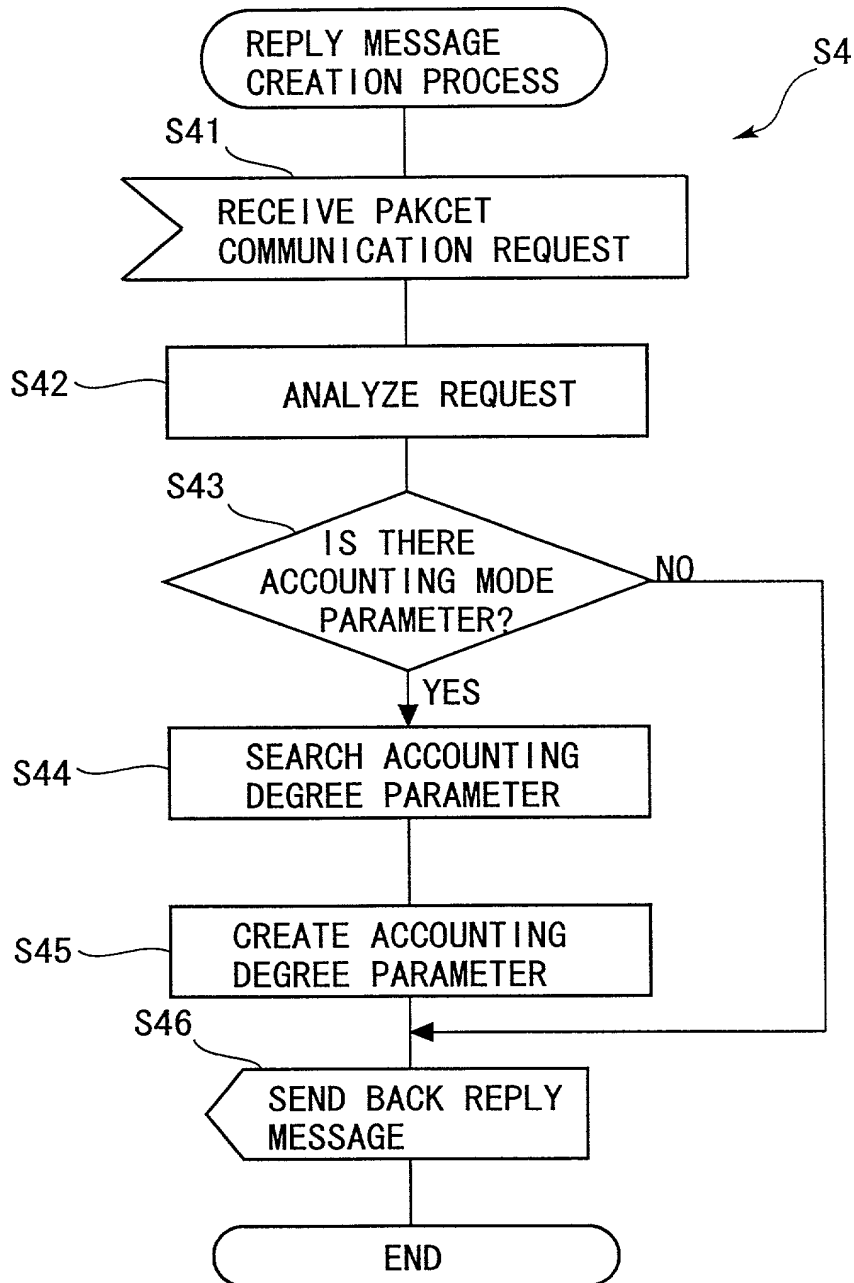 REPLY MESSAGE
CREATION PROCESS
S4
S41
RECEIVE PAKCET
COMMUNICATION REQUEST
S42
ANALYZE REQUEST
S43
IS THERE
ACCOUNTING MODE
PARAMETER?
NO
YES
S44
SEARCH ACCOUNTING
DEGREE PARAMETER
S45
CREATE ACCOUNTING
DEGREE PARAMETER
S46
SEND BACK REPLY
MESSAGE
END